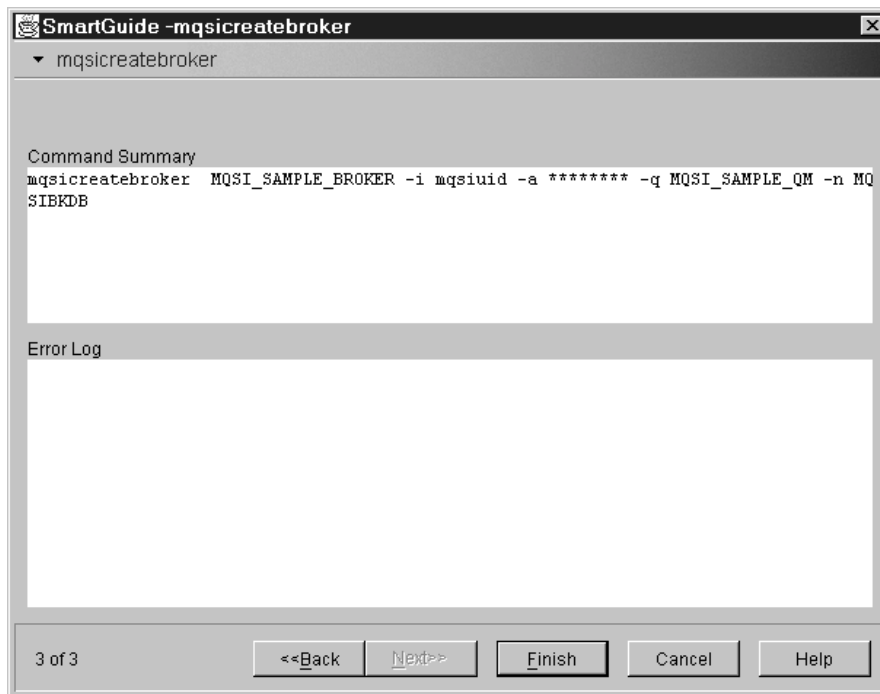 SmartGuide -mqsicreatebroker
mqsicreatebroker
Command Summary
mqsicreatebroker  MQSI_SAMPLE_BROKER -i mqsiuid -a ******** -q MQSI_SAMPLE_QM -n MQ
SIBKDB
Error Log
3 of 3
<<Back
Next>>
Finish
Cancel
Help